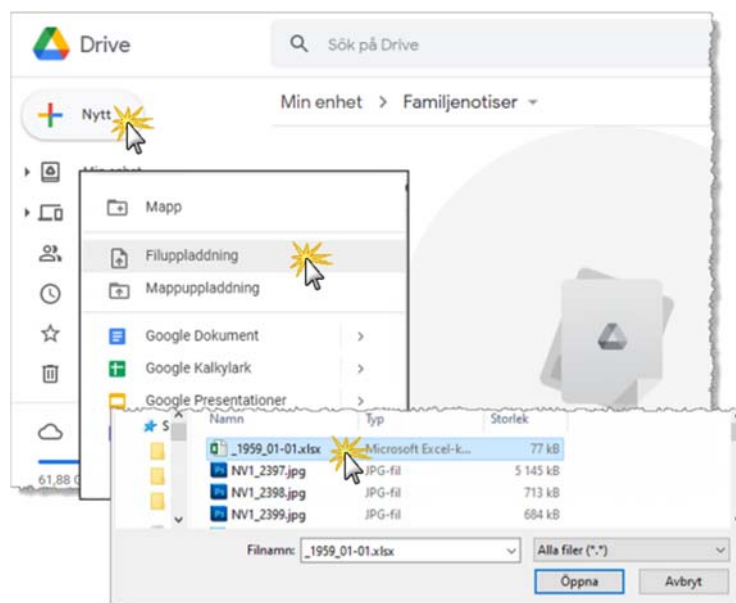 Drive
Sök på Drive
Nytt
Min enhet > Familjenotiser
Mapp
Filuppladdning
Mappuppladdning
Google Dokument
Google Kalkylark
Google Presentationer
61,88
S
Namn Typ Storlek
_1959_01-01.xlsx Microsoft Excel-k... 77 kB
NV1_2397.jpg JPG-fil 5 145 kB
NV1_2398.jpg JPG-fil 713 kB
NV1_2399.jpg JPG-fil 684 kB
Filnamn: _1959_01-01.xlsx Alla filer (*.*)
Öppna Avbryt